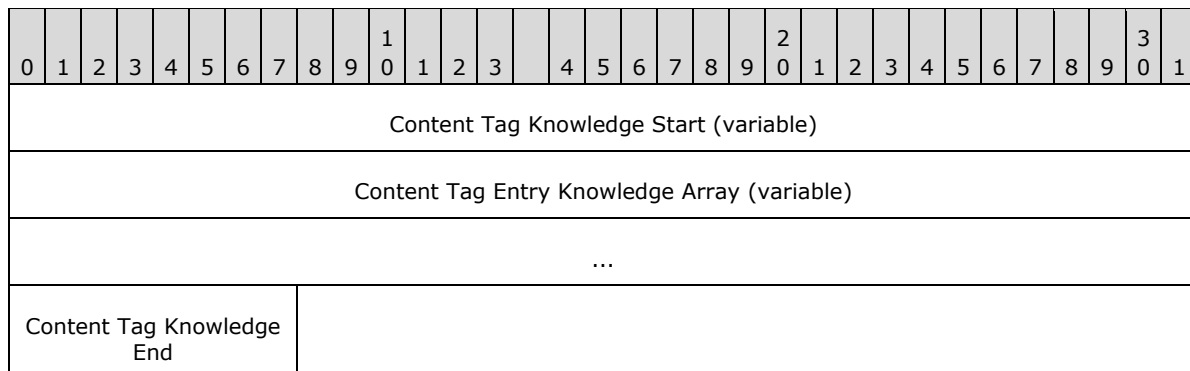 1 2 3
0 1 2 3 4 5 6 7 8 9 0 1 2 3 4 5 6 7 8 9 0 1 2 3 4 5 6 7 8 9 0 1
Content Tag Knowledge Start (variable)
Content Tag Entry Knowledge Array (variable)
...
Content Tag Knowledge
End